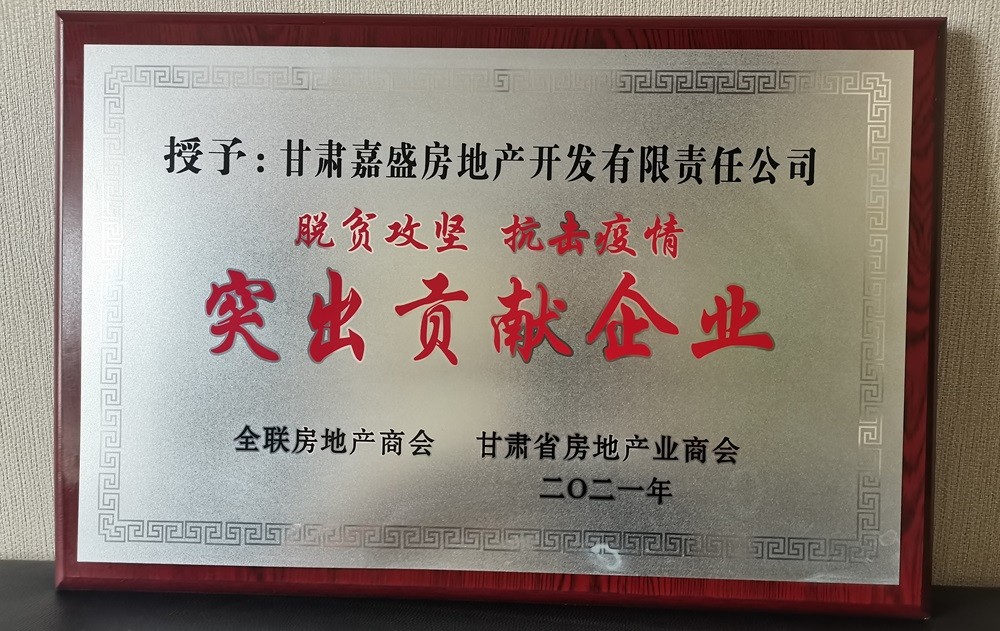 授予：甘肃嘉盛房地产开发有限责任公司
脱贫攻坚 抗击疫情
突出贡献企业
全联房地产商会 甘肃省房地产业商会
二〇二一年